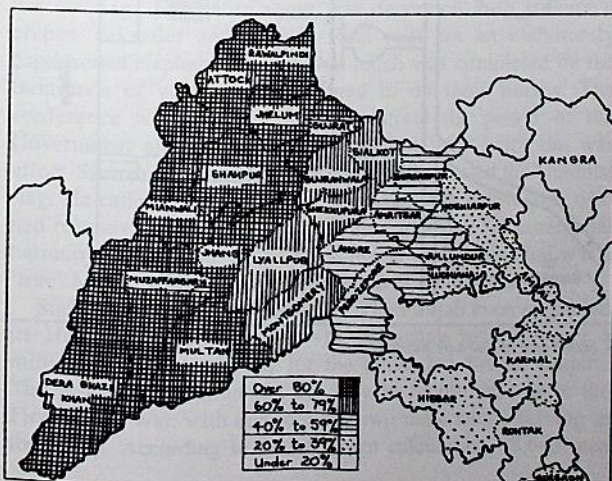 RAWALPINDI
ATTOCK
JHELUM
GUJRAT
SIALKOT
KANGRA
SHAHPUR
GUJRANWALA
GURDASPUR
HOSHIARPUR
MIANWALI
AMRITSAR
JHANG
LYALLPUR
LAHORE
JULLUNDUR
LUDHIANA
MUZAFFARGARH
MONTGOMERY
FEROZEPORE
MULTAN
KARNAL
DERA GHAZI
KHAN
HISSAR
ROHTAK
Over 80%
60% to 79%
40% to 59%
20% to 39%
Under 20%